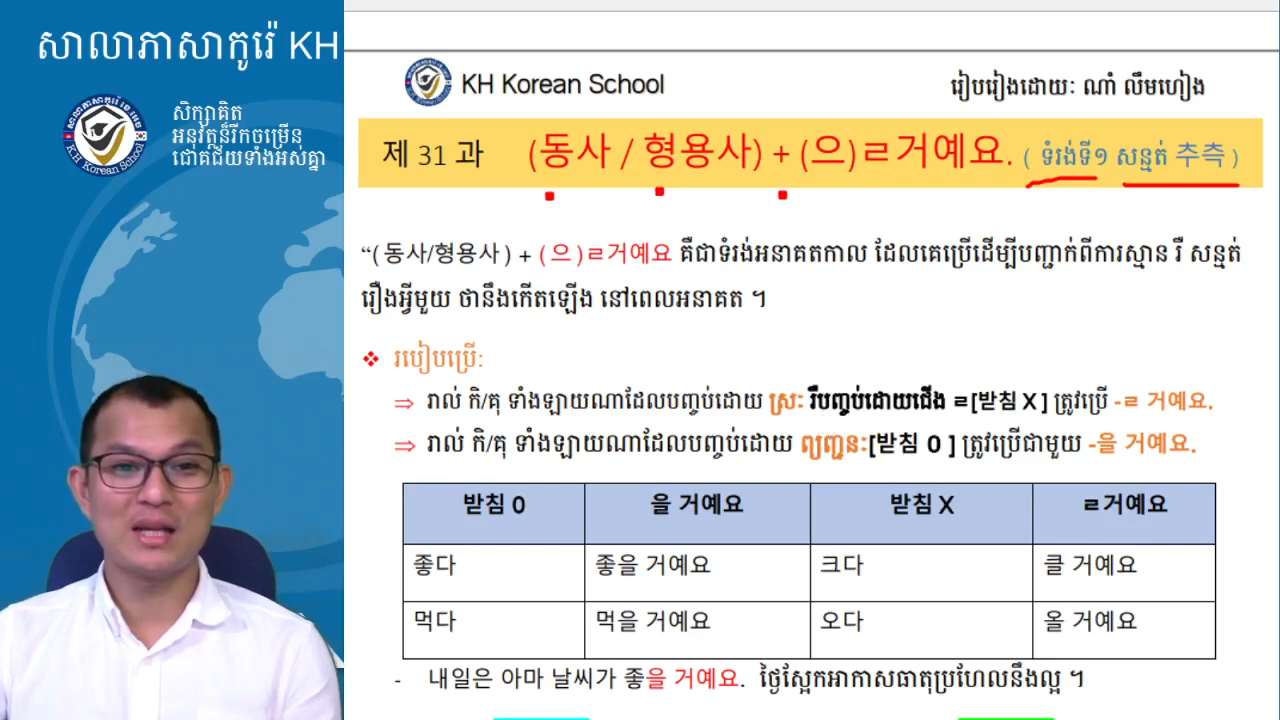 សាលាភាសាកូរ៉េ KH
សិក្សាគិត
អនុវត្តន៍រីកចម្រើន
ជោគជ័យទាំងអស់គ្នា
KH Korean School
រៀបរៀងដោយៈ ណាំ លឹមហៀង
제 31 과 (동사 / 형용사) + (으)ㄹ거예요. ( ទំរង់ទី១ សន្មត់ 추측 )
“(동사/형용사) + (으)ㄹ거예요 គឺជាទំរង់អនាគតកាល ដែលគេប្រើដើម្បីបញ្ជាក់ពីការស្មាន រឺ សន្មត់
រឿងអ្វីមួយ ថានឹងកើតឡើង នៅពេលអនាគត ។
❖ របៀបប្រើ:
⇒ រាល់ កិ/គុ ទាំងឡាយណាដែលបញ្ចប់ដោយ ស្រៈ រឺបញ្ចប់ដោយជើង ㄹ[받침 X] ត្រូវប្រើ -ㄹ 거예요.
⇒ រាល់ កិ/គុ ទាំងឡាយណាដែលបញ្ចប់ដោយ ព្យញ្ជនៈ[받침 0 ] ត្រូវប្រើជាមួយ -을 거예요.
받침 0 을 거예요 받침 X ㄹ거예요
좋다 좋을 거예요 크다 클 거예요
먹다 먹을 거예요 오다 올 거예요
- 내일은 아마 날씨가 좋을 거예요. ថ្ងៃស្អែកអាកាសធាតុប្រហែលនឹងល្អ ។